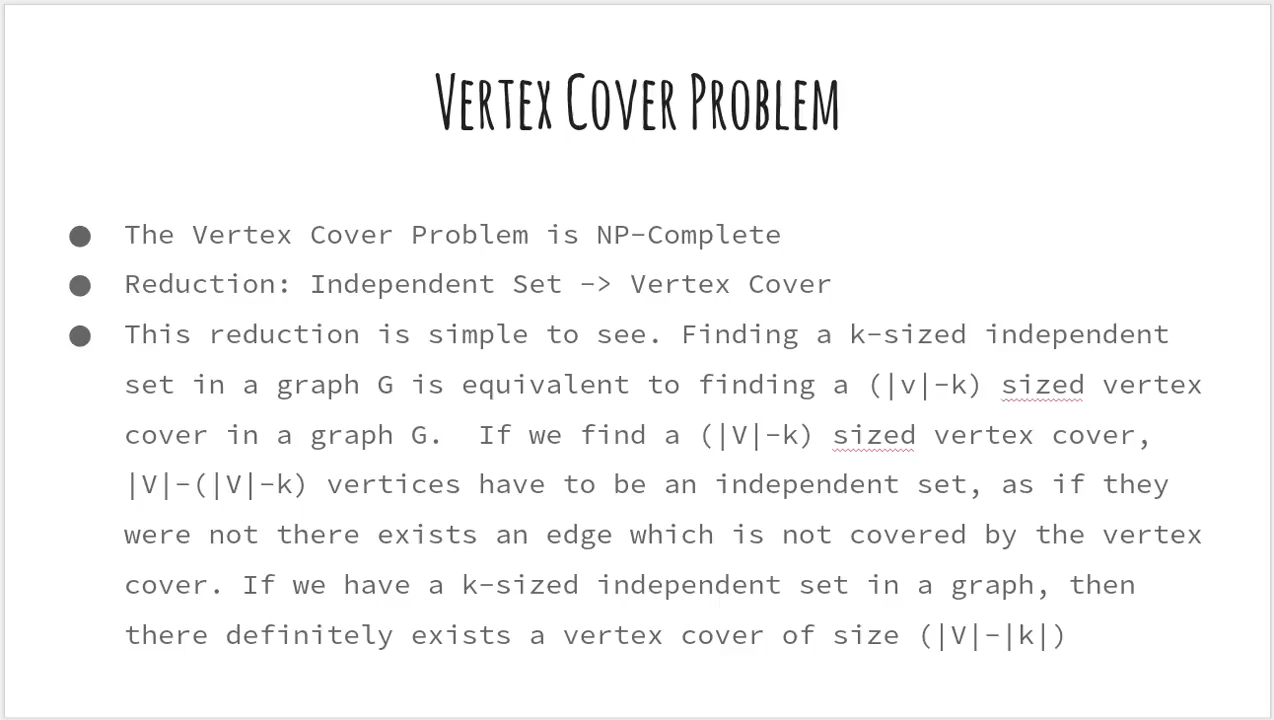 Vertex Cover Problem
● The Vertex Cover Problem is NP-Complete
● Reduction: Independent Set -> Vertex Cover
● This reduction is simple to see. Finding a k-sized independent
set in a graph G is equivalent to finding a (|v|-k) sized vertex
cover in a graph G.  If we find a (|V|-k) sized vertex cover,
|V|-(|V|-k) vertices have to be an independent set, as if they
were not there exists an edge which is not covered by the vertex
cover. If we have a k-sized independent set in a graph, then
there definitely exists a vertex cover of size (|V|-|k|)